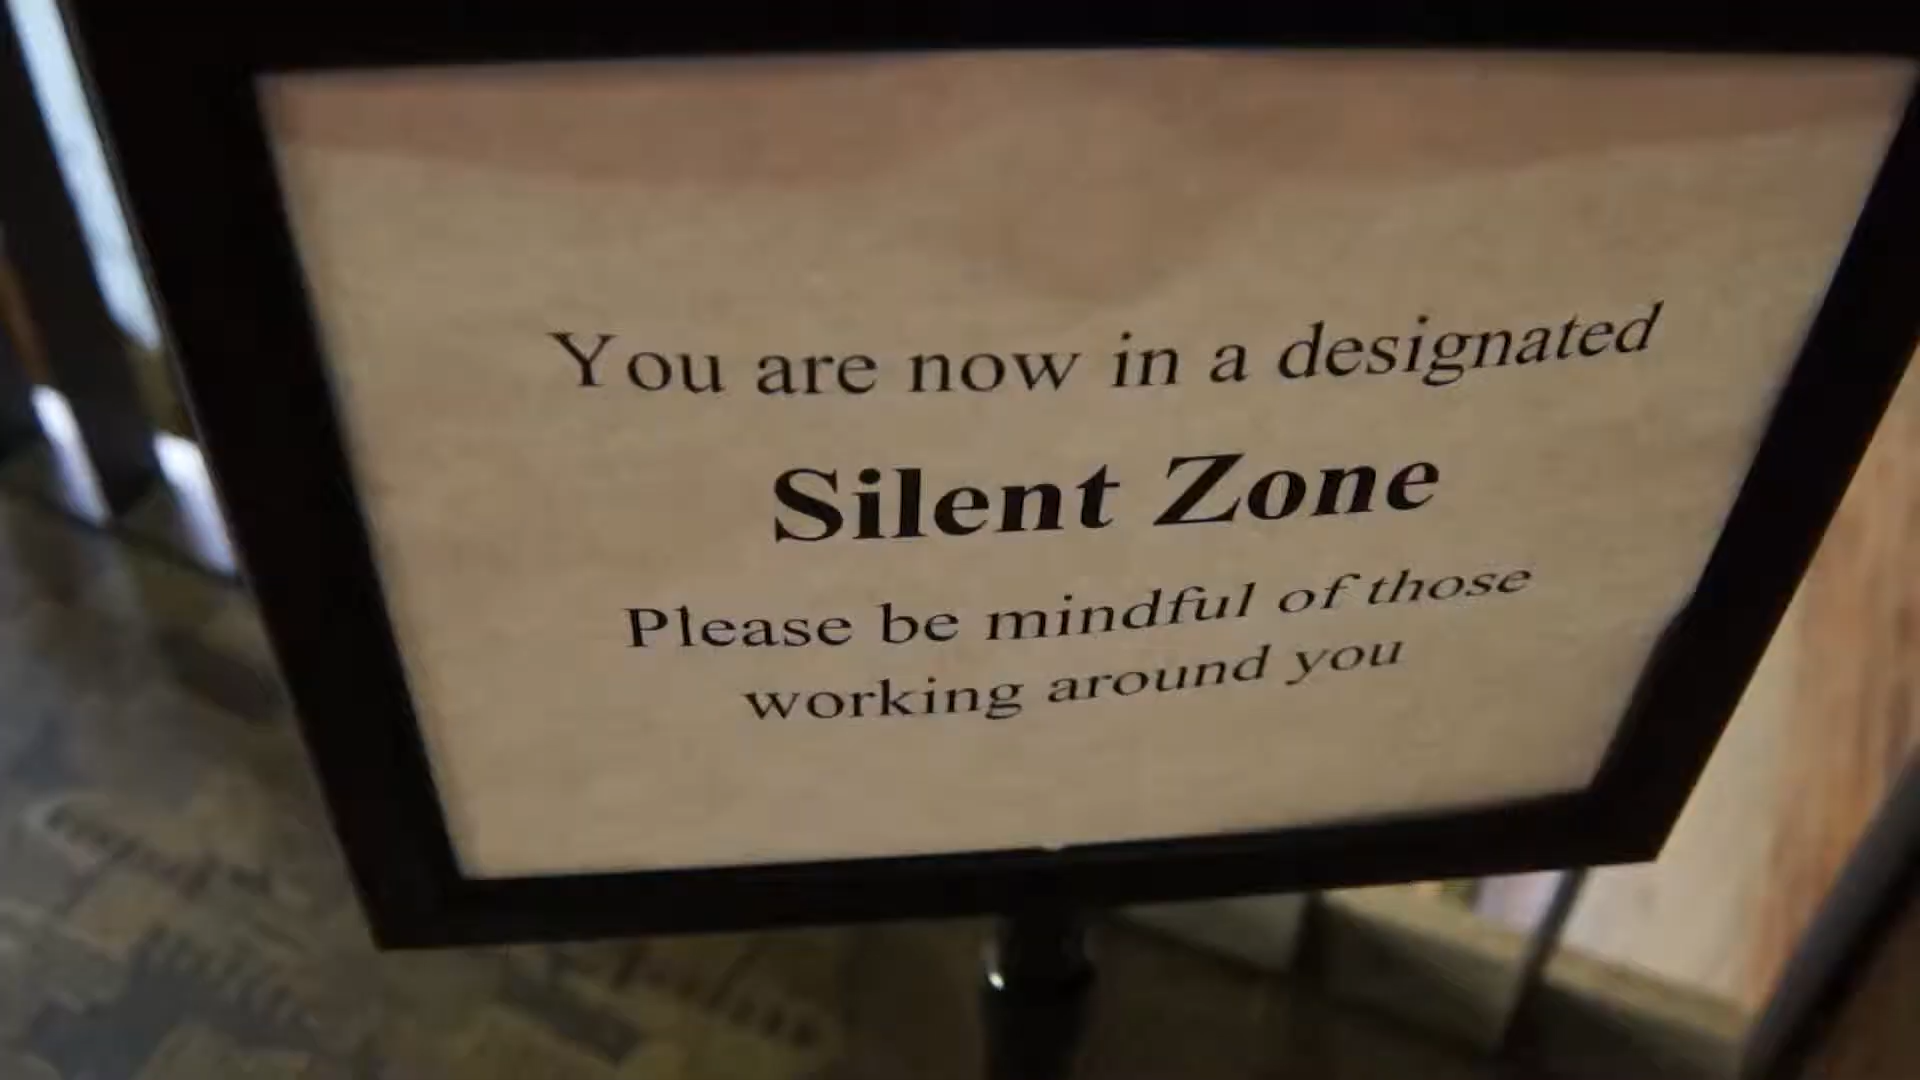 You are now in a designated
Silent Zone
Please be mindful of those
working around you